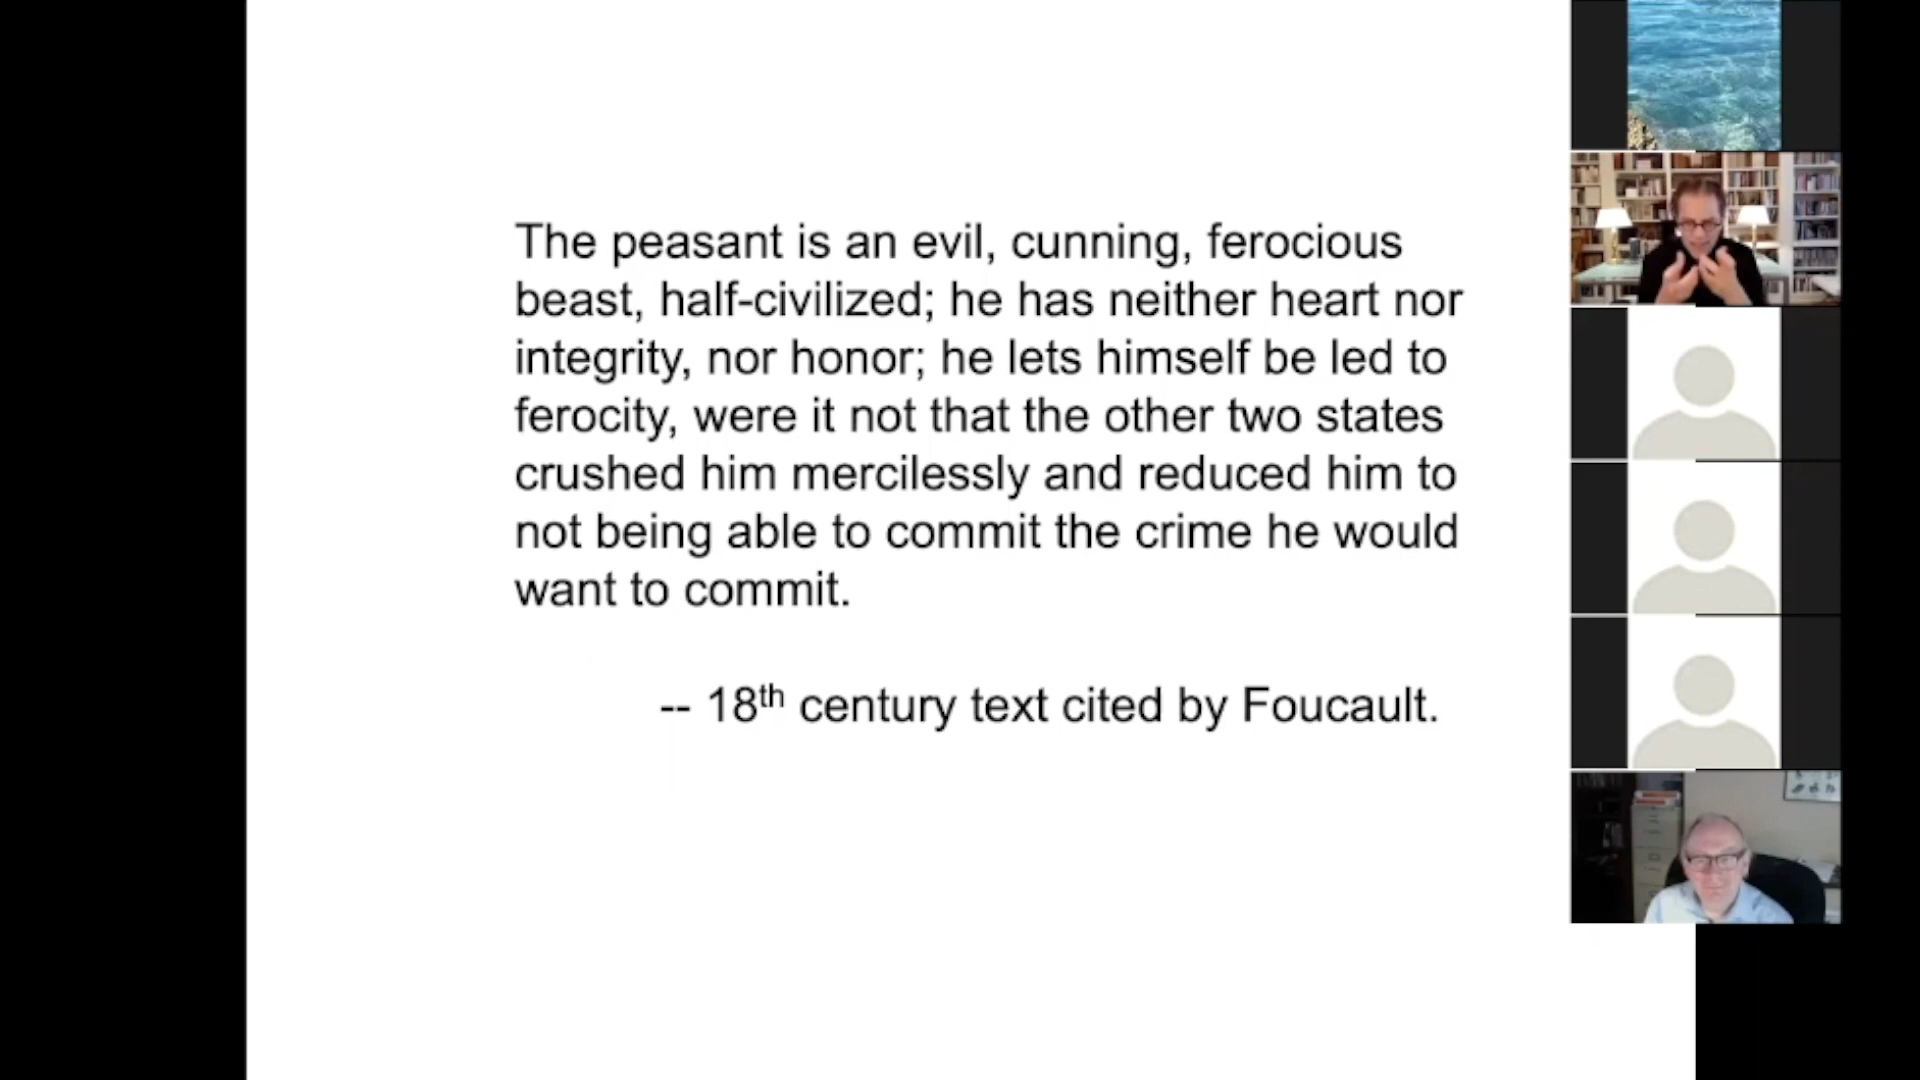 The peasant is an evil, cunning, ferocious
beast, half-civilized; he has neither heart nor
integrity, nor honor; he lets himself be led to
ferocity, were it not that the other two states
crushed him mercilessly and reduced him to
not being able to commit the crime he would
want to commit.
-- 18th century text cited by Foucault.